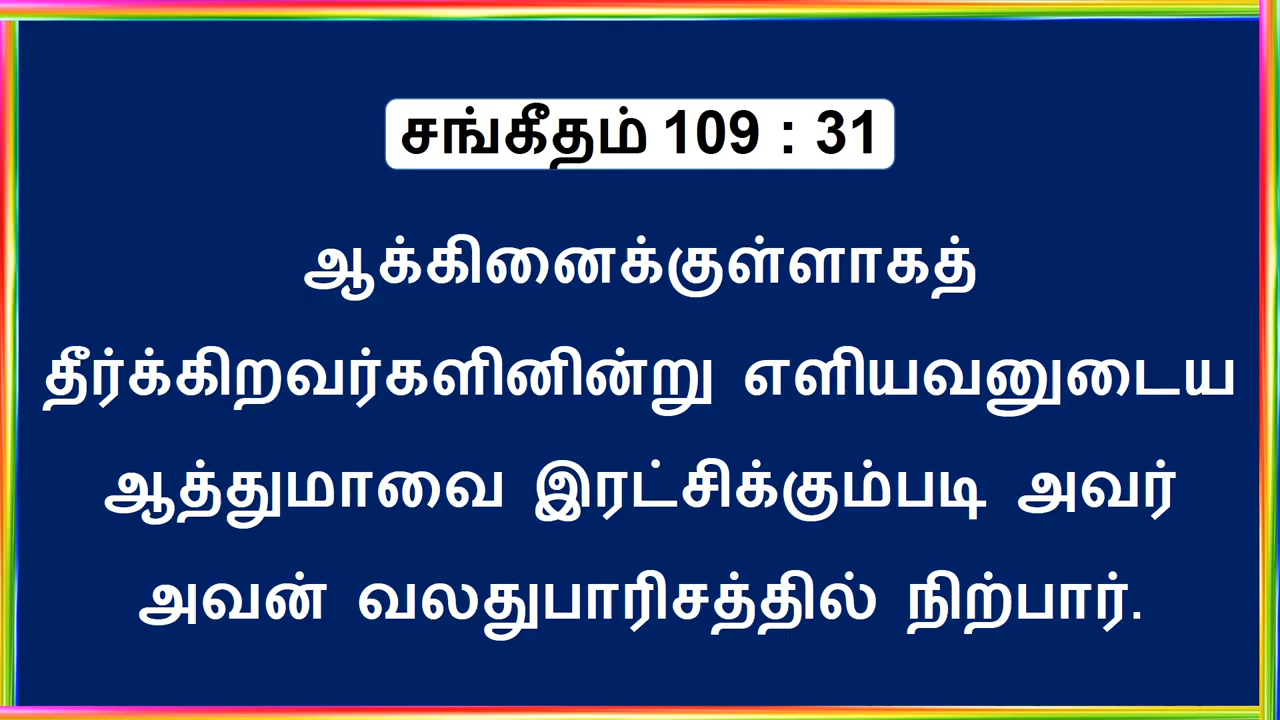 சங்கீதம் 109 : 31
ஆக்கினைக்குள்ளாகத்
தீர்க்கிறவர்களினின்று எளியவனுடைய
ஆத்துமாவை இரட்சிக்கும்படி அவர்
அவன் வலதுபாரிசத்தில் நிற்பார்.